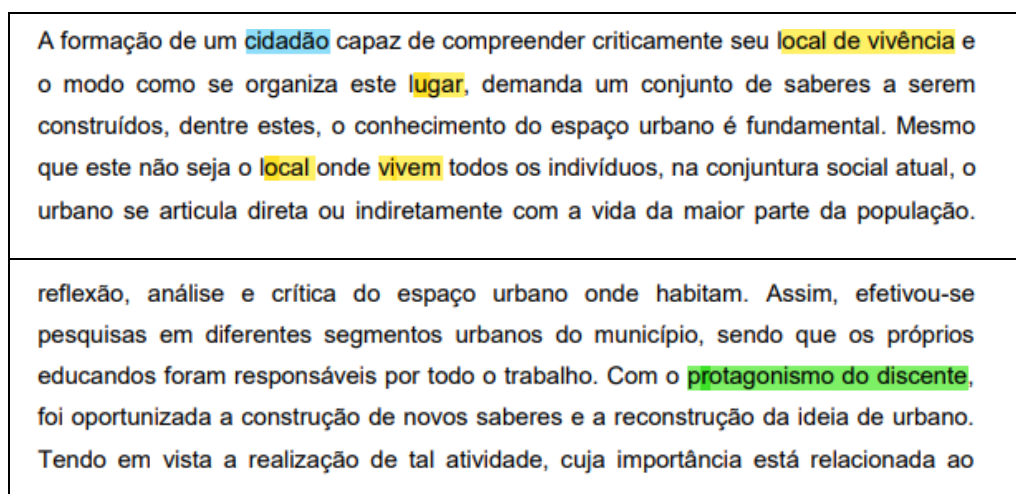 A formação de um cidadão capaz de compreender criticamente seu local de vivência e
o modo como se organiza este lugar, demanda um conjunto de saberes a serem
construídos, dentre estes, o conhecimento do espaço urbano é fundamental. Mesmo
que este não seja o local onde vivem todos os indivíduos, na conjuntura social atual, o
urbano se articula direta ou indiretamente com a vida da maior parte da população.
reflexão, análise e crítica do espaço urbano onde habitam. Assim, efetivou-se
pesquisas em diferentes segmentos urbanos do município, sendo que os próprios
educandos foram responsáveis por todo o trabalho. Com o protagonismo do discente,
foi oportunizada a construção de novos saberes e a reconstrução da ideia de urbano.
Tendo em vista a realização de tal atividade, cuja importância está relacionada ao